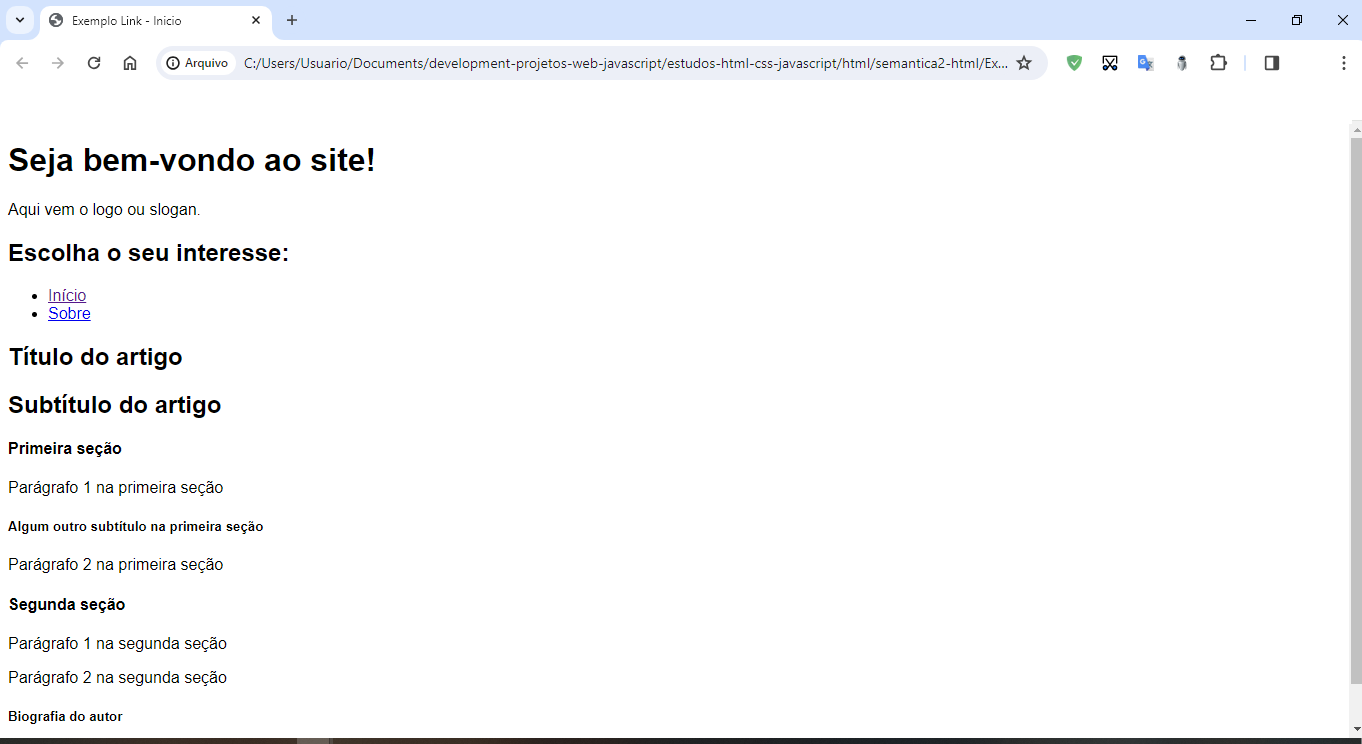 Exemplo Link - Inicio
Arquivo
C:/Users/Usuario/Documents/development-projetos-web-javascript/estudos-html-css-javascript/html/semantica2-html/Ex...
Seja bem-vondo ao site!
Aqui vem o logo ou slogan.
Escolha o seu interesse:
Início
Sobre
Título do artigo
Subtítulo do artigo
Primeira seção
Parágrafo 1 na primeira seção
Algum outro subtítulo na primeira seção
Parágrafo 2 na primeira seção
Segunda seção
Parágrafo 1 na segunda seção
Parágrafo 2 na segunda seção
Biografia do autor